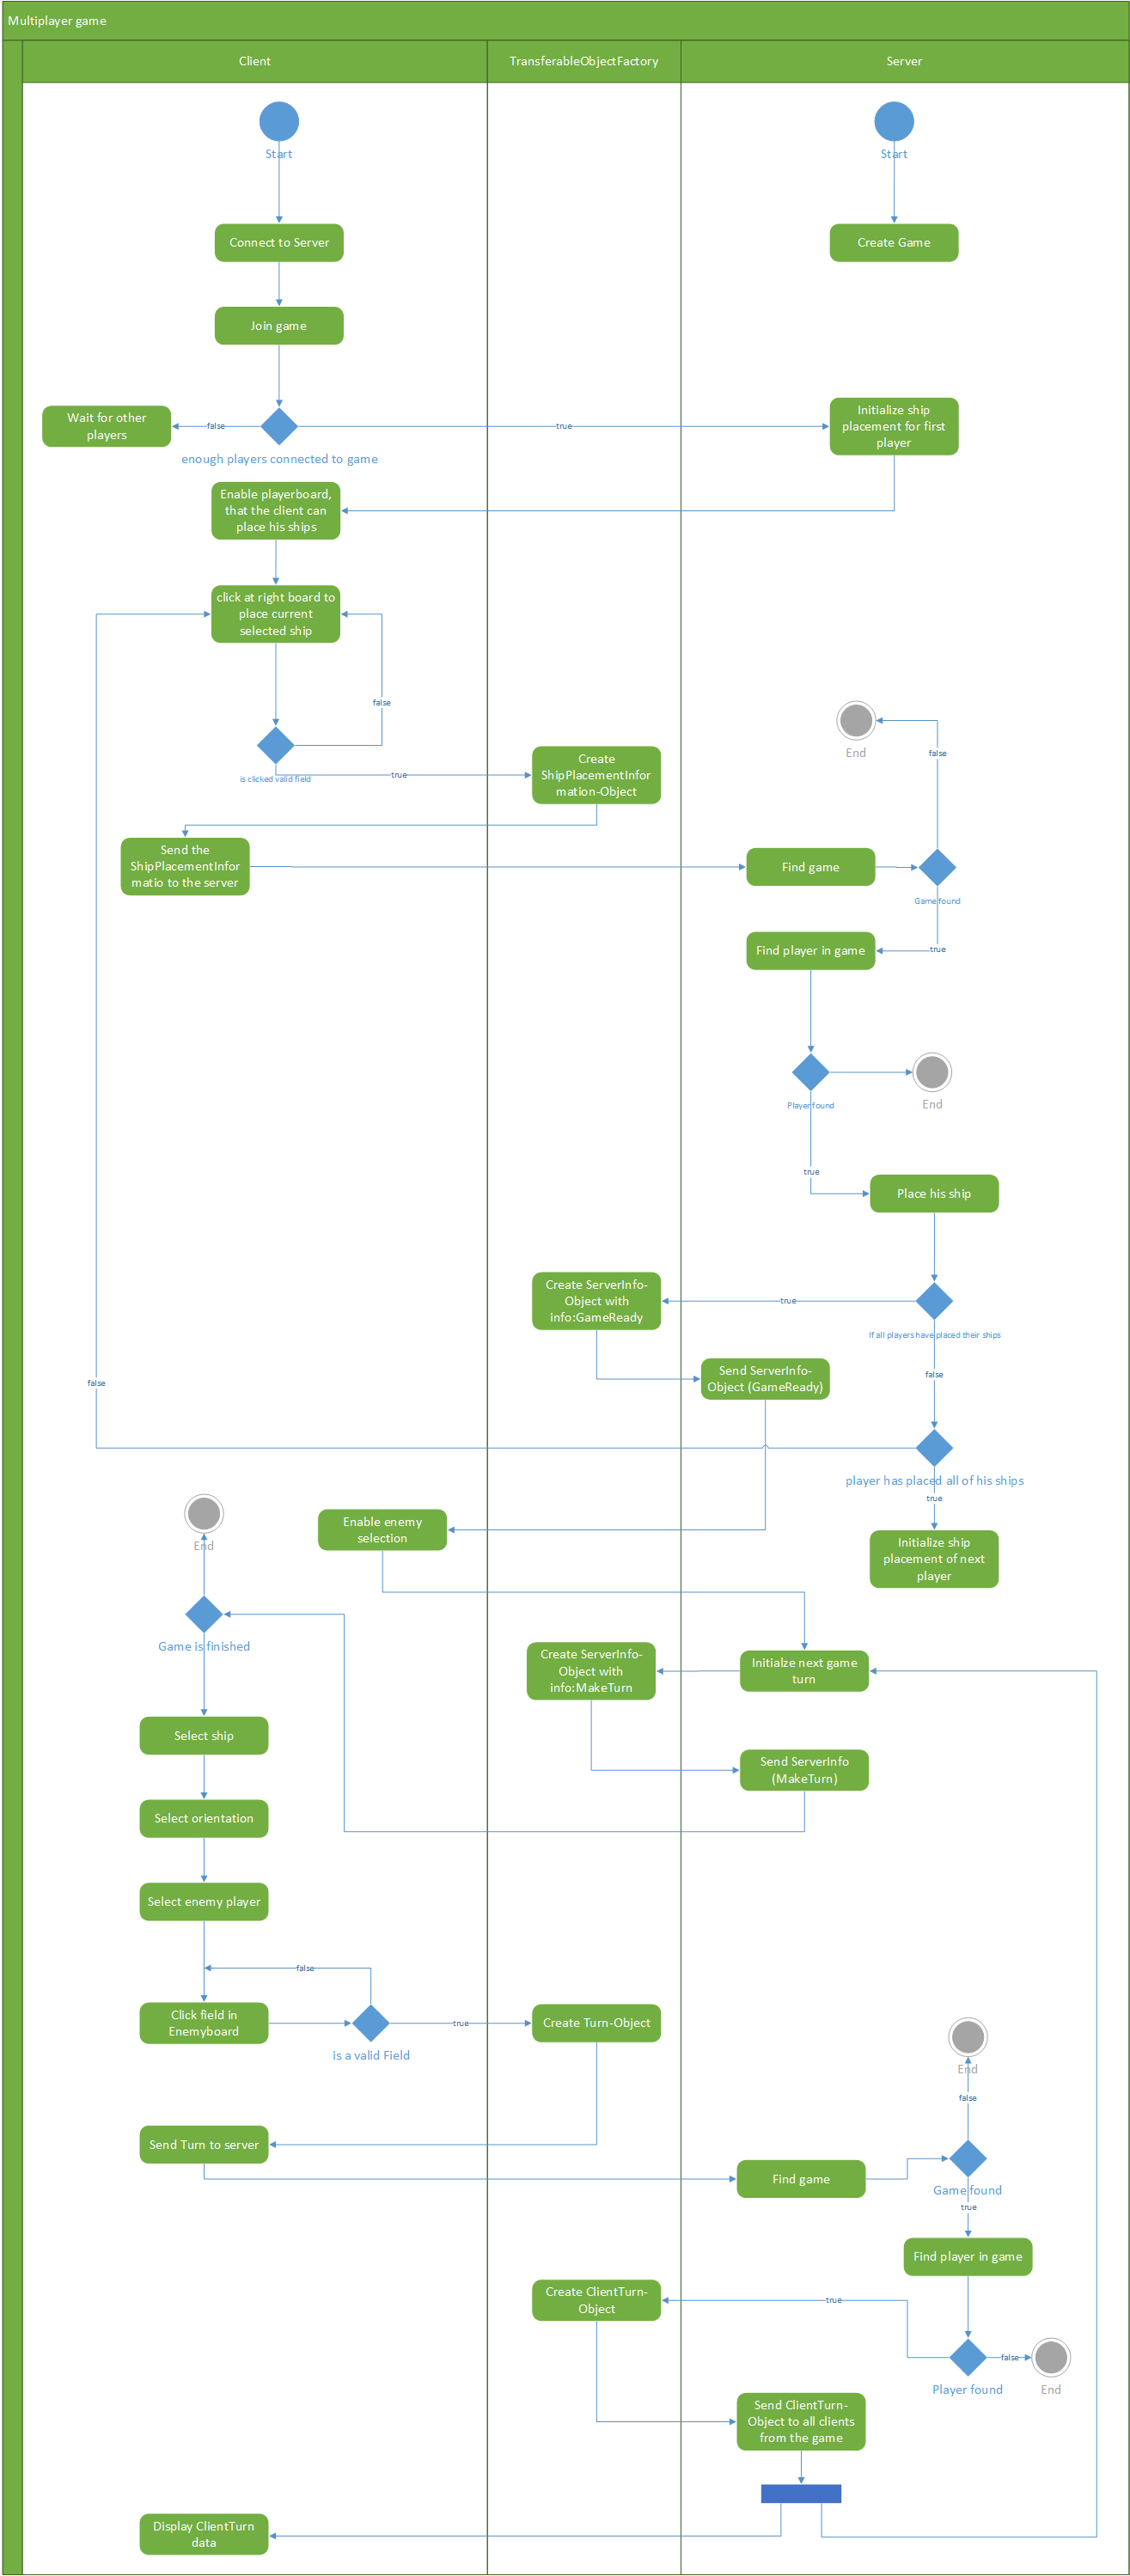 Multiplayer game
Client
TransferableObjectFactory
Server
Start
Start
Connect to Server
Create Game
Join game
Wait for other
players
false
true
enough players connected to game
Initialize ship
placement for first
player
Enable playerboard,
that the client can
place his ships
click at right board to
place current
selected ship
false
is clicked valid field
true
Create
ShipPlacementInfor
mation-Object
End
false
Send the
ShipPlacementInfor
matio to the server
Find game
Game found
true
Find player in game
Player found
End
true
Place his ship
Create ServerInfo-
Object with
info:GameReady
true
If all players have placed their ships
Send ServerInfo-
Object (GameReady)
false
false
player has placed all of his ships
true
End
Enable enemy
selection
Initialize ship
placement of next
player
Game is finished
Create ServerInfo-
Object with
info:MakeTurn
Initialze next game
turn
Select ship
Send ServerInfo
(MakeTurn)
Select orientation
Select enemy player
false
Click field in
Enemyboard
true
is a valid Field
Create Turn-Object
End
false
Send Turn to server
Find game
Game found
true
Find player in game
Create ClientTurn-
Object
true
false
Player found
End
Send ClientTurn-
Object to all clients
from the game
Display ClientTurn
data